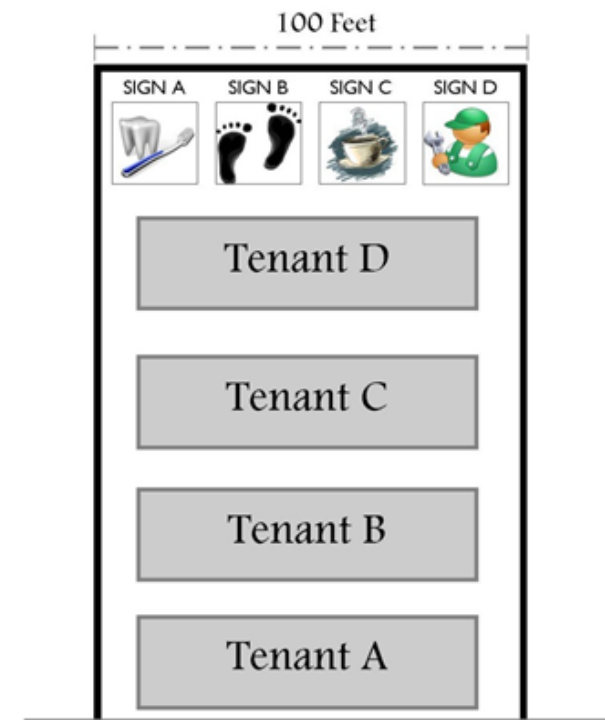 100 Feet
SIGN A SIGN B SIGN C SIGN D
Tenant D
Tenant C
Tenant B
Tenant A